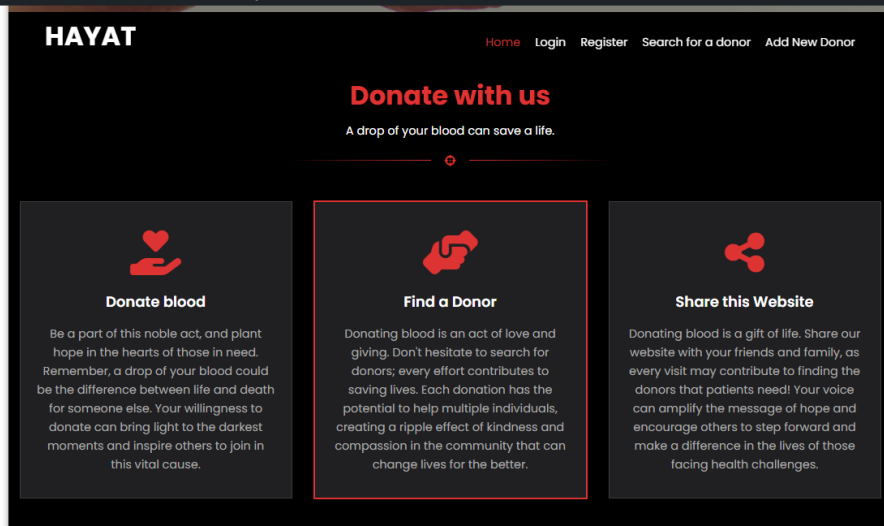 HAYAT
Home Login Register Search for a donor Add New Donor
Donate with us
A drop of your blood can save a life.
Donate blood
Be a part of this noble act, and plant
hope in the hearts of those in need.
Remember, a drop of your blood could
be the difference between life and death
for someone else. Your willingness to
donate can bring light to the darkest
moments and inspire others to join in
this vital cause.
Find a Donor
Donating blood is an act of love and
giving. Don't hesitate to search for
donors; every effort contributes to
saving lives. Each donation has the
potential to help multiple individuals,
creating a ripple effect of kindness and
compassion in the community that can
change lives for the better.
Share this Website
Donating blood is a gift of life. Share our
website with your friends and family, as
every visit may contribute to finding the
donors that patients need! Your voice
can amplify the message of hope and
encourage others to step forward and
make a difference in the lives of those
facing health challenges.